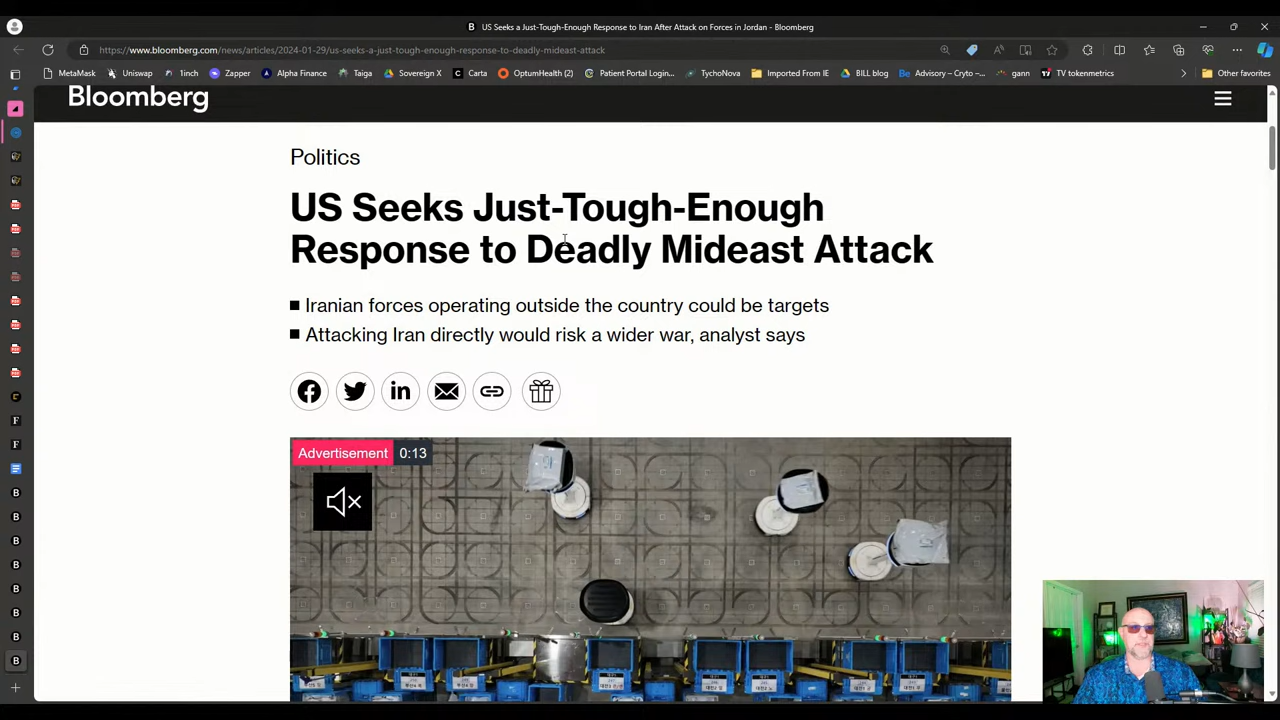 US Seeks a Just-Tough-Enough Response to Iran After Attack on Forces in Jordan - Bloomberg
https://www.bloomberg.com/news/articles/2024-01-29/us-seeks-a-just-tough-enough-response-to-deadly-mideast-attack
MetaMask Uniswap 1inch Zapper Alpha Finance Taiga Sovereign X Carta OptumHealth (2) Patient Portal Login... TychoNova Imported From IE BILL blog Advisory – Cryto –... gann TV tokenmetrics Other favorites
Bloomberg
Politics
US Seeks Just-Tough-Enough
Response to Deadly Mideast Attack
Iranian forces operating outside the country could be targets
Attacking Iran directly would risk a wider war, analyst says
Advertisement 0:13